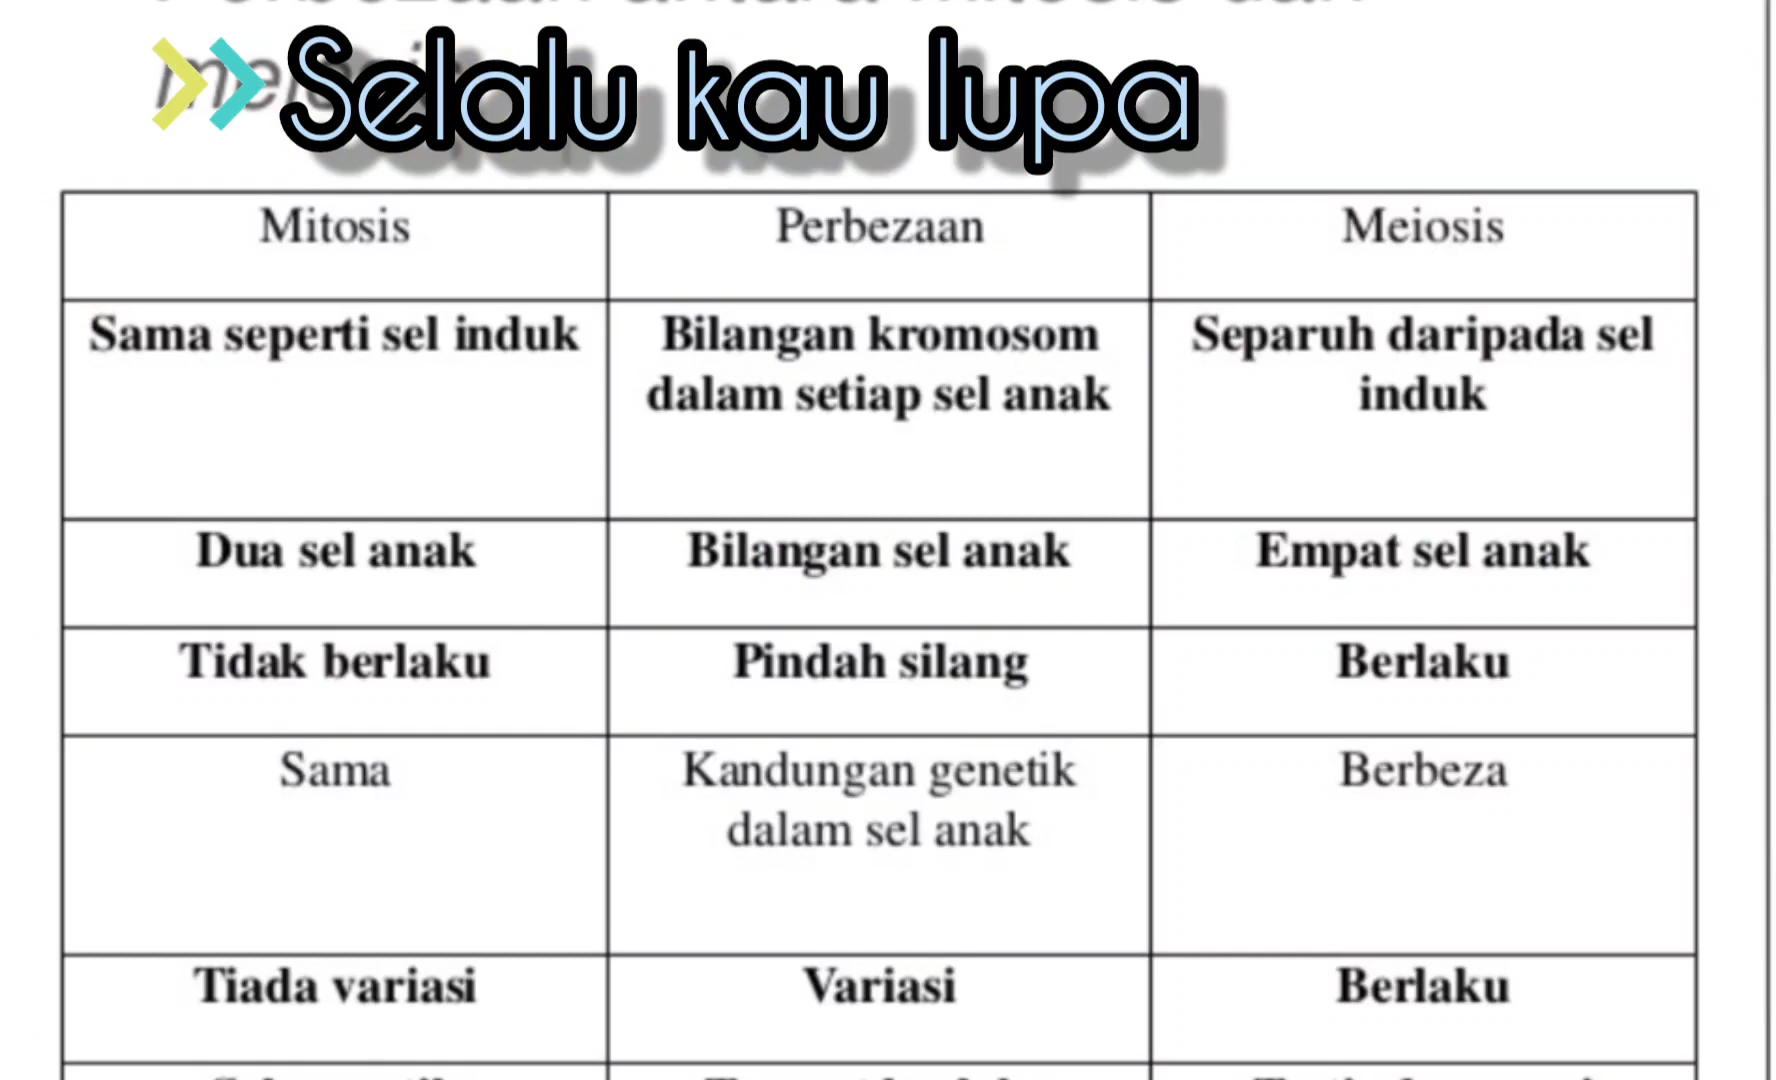 Selalu kau lupa
Mitosis
Perbezaan
Meiosis
Sama seperti sel induk
Bilangan kromosom
dalam setiap sel anak
Separuh daripada sel
induk
Dua sel anak
Bilangan sel anak
Empat sel anak
Tidak berlaku
Pindah silang
Berlaku
Sama
Kandungan genetik
dalam sel anak
Berbeza
Tiada variasi
Variasi
Berlaku